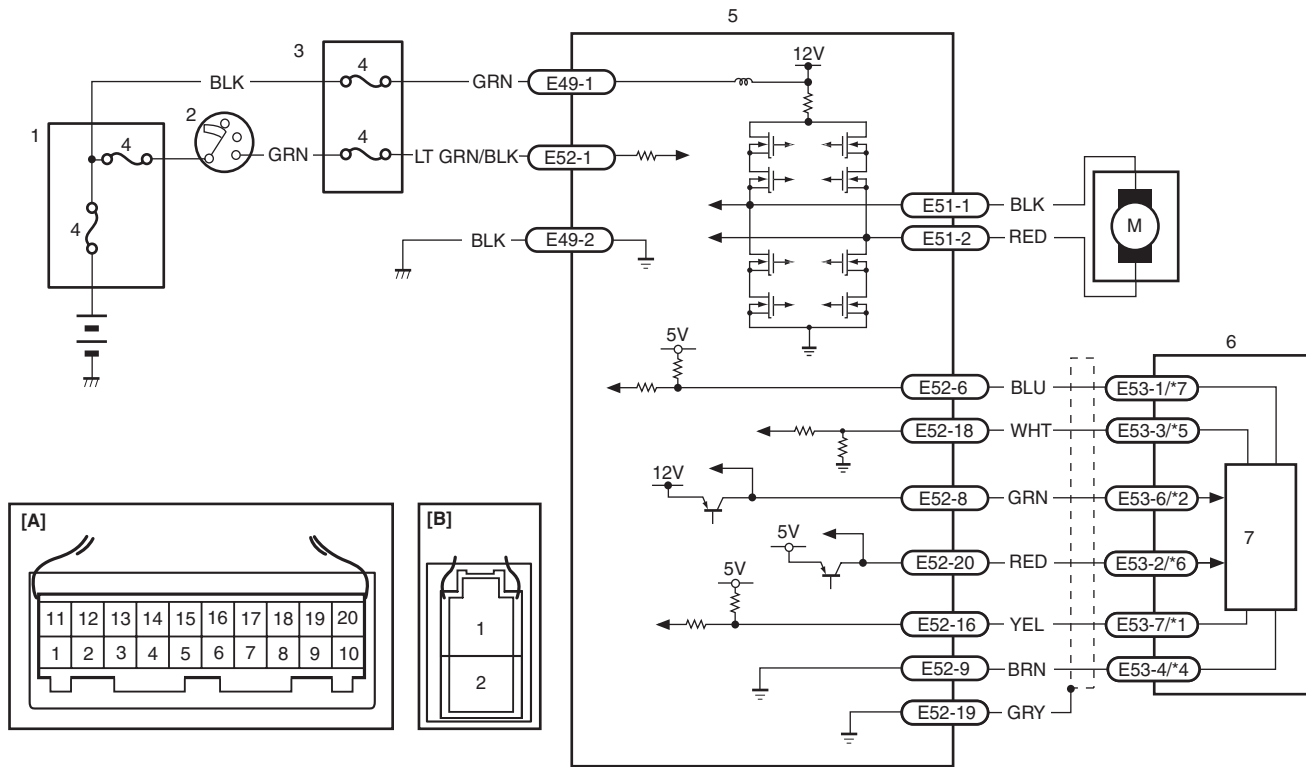 5
12V
3
4
BLK
GRN
E49-1
1
2
4
GRN
4
LT GRN/BLK
E52-1
4
BLK
E49-2
E51-1
BLK
E51-2
RED
M
5V
6
E52-6
BLU
E53-1/*7
E52-18
WHT
E53-3/*5
12V
E52-8
GRN
E53-6/*2
7
5V
E52-20
RED
E53-2/*6
5V
E52-16
YEL
E53-7/*1
E52-9
BRN
E53-4/*4
E52-19
GRY
[A]
11 12 13 14 15 16 17 18 19 20
1 2 3 4 5 6 7 8 9 10
[B]
1
2